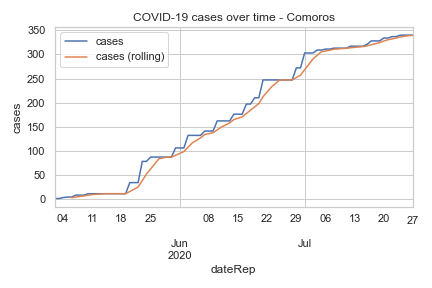 COVID-19 cases over time - Comoros
cases
cases (rolling)
350
300
250
200
150
100
50
0
cases
04 11 18 25 08 15 22 29 06 13 20 27
Jun Jul
2020
dateRep